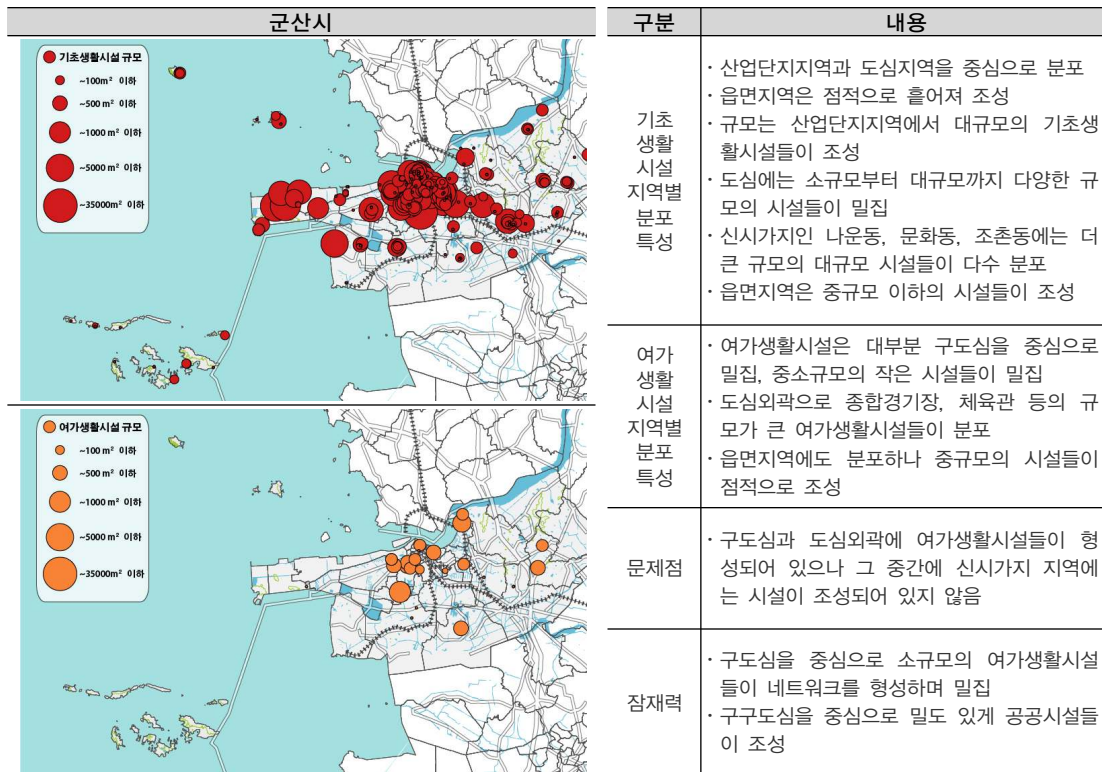 군산시
기초생활시설 규모
~100m² 이하
~500 m² 이하
~1000 m² 이하
~5000m² 이하
~35000m² 이하
여가생활시설 규모
~100 m² 이하
~500 m² 이하
~1000 m² 이하
~5000 m² 이하
~35000m² 이하
구분 내용
기초
생활
시설
지역별
분포
특성
· 산업단지지역과 도심지역을 중심으로 분포
· 읍면지역은 점적으로 흩어져 조성
· 규모는 산업단지지역에서 대규모의 기초생
활시설들이 조성
· 도심에는 소규모부터 대규모까지 다양한 규
모의 시설들이 밀집
· 신시가지인 나운동, 문화동, 조촌동에는 더
큰 규모의 대규모 시설들이 다수 분포
· 읍면지역은 중규모 이하의 시설들이 조성
여가
생활
시설
지역별
분포
특성
· 여가생활시설은 대부분 구도심을 중심으로
밀집, 중소규모의 작은 시설들이 밀집
· 도심외곽으로 종합경기장, 체육관 등의 규
모가 큰 여가생활시설들이 분포
· 읍면지역에도 분포하나 중규모의 시설들이
점적으로 조성
문제점
· 구도심과 도심외곽에 여가생활시설들이 형
성되어 있으나 그 중간에 신시가지 지역에
는 시설이 조성되어 있지 않음
잠재력
· 구도심을 중심으로 소규모의 여가생활시설
들이 네트워크를 형성하며 밀집
· 구구도심을 중심으로 밀도 있게 공공시설들
이 조성